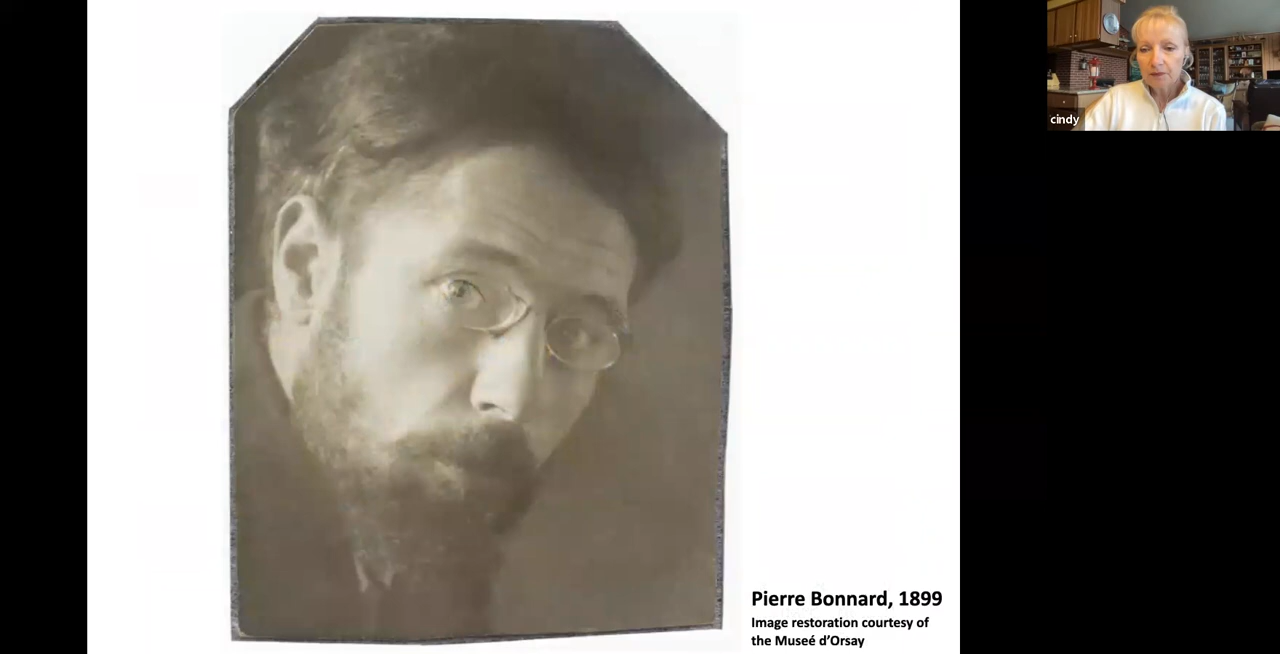 cindy
Pierre Bonnard, 1899
Image restoration courtesy of
the Museé d’Orsay